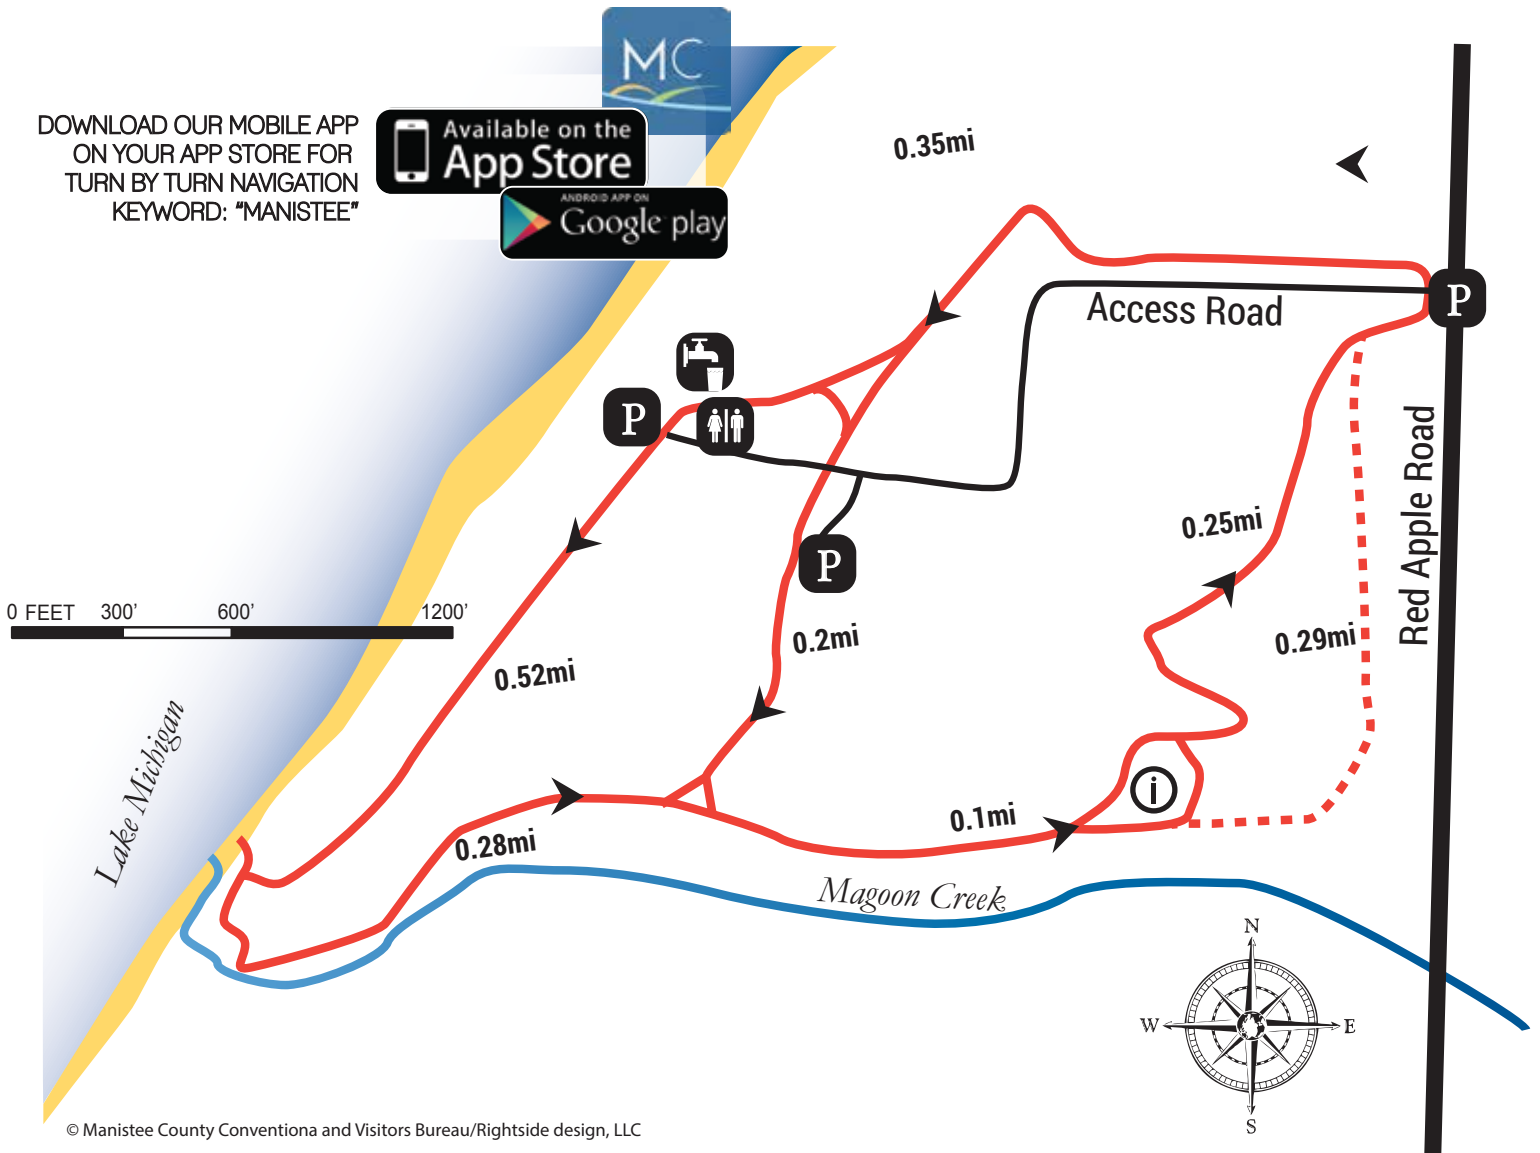 MC
DOWNLOAD OUR MOBILE APP
ON YOUR APP STORE FOR
TURN BY TURN NAVIGATION
KEYWORD: “MANISTEE”
Available on the
App Store
ANDROID APP ON
Google play
0.35mi
P
Access Road
P
Red Apple Road
0.25mi
P
0 FEET 300’ 600’ 1200’
0.2mi
0.29mi
0.52mi
Lake Michigan
i
0.1mi
0.28mi
Magoon Creek
N
W E
S
© Manistee County Conventiona and Visitors Bureau/Rightside design, LLC